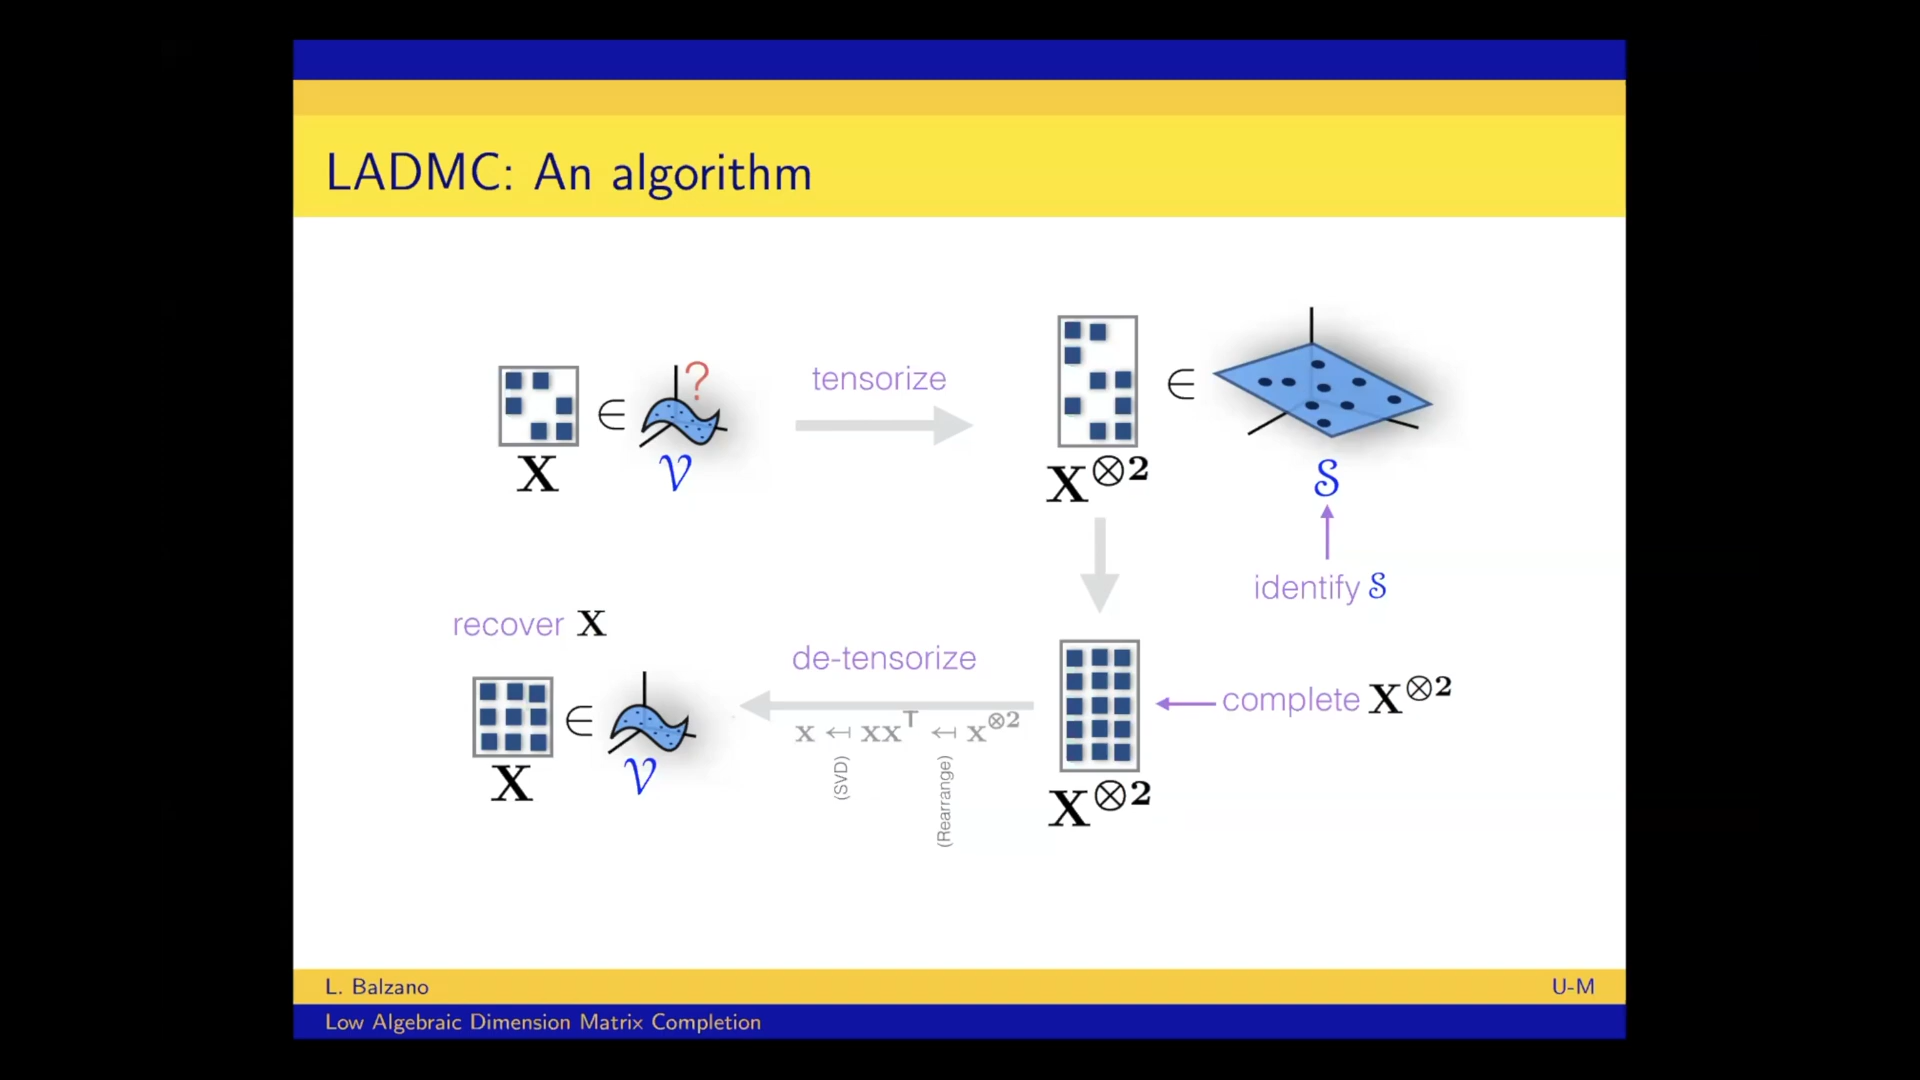 LADMC: An algorithm
X ∈ 𝒱 ?
tensorize
X⊗2 ∈ 𝒮
identify 𝒮
complete X⊗2
X⊗2
de-tensorize
x ↤ xxᵀ ↤ x⊗2
(SVD)
(Rearrange)
recover X
X ∈ 𝒱
L. Balzano
U-M
Low Algebraic Dimension Matrix Completion